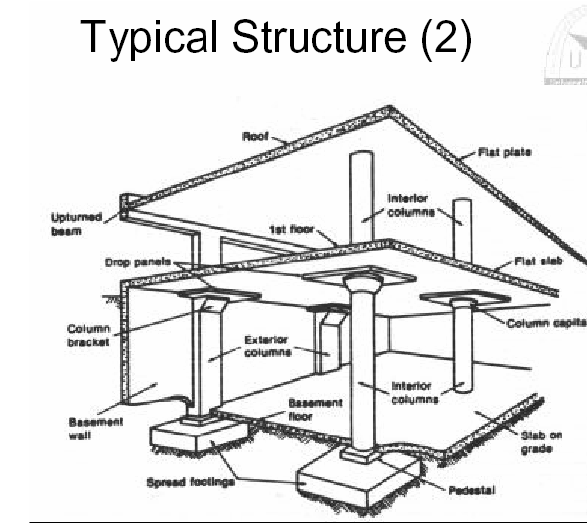 Typical Structure (2)
Roof
Flat plate
Interior
columns
Upturned
beam
1st floor
Drop panels
Flat slab
Column
bracket
Exterior
columns
Column capita
Interior
columns
Basement
floor
Basement
wall
Slab on
grade
Spread footings
Pedestal